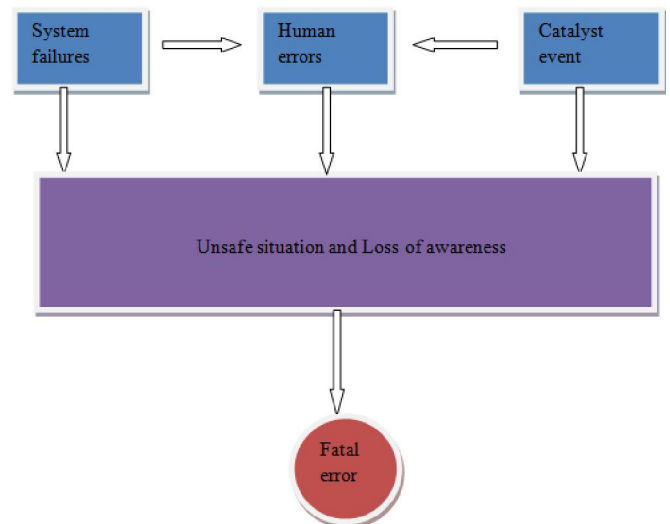 System
failures
Human
errors
Catalyst
event
Unsafe situation and Loss of awareness
Fatal
error